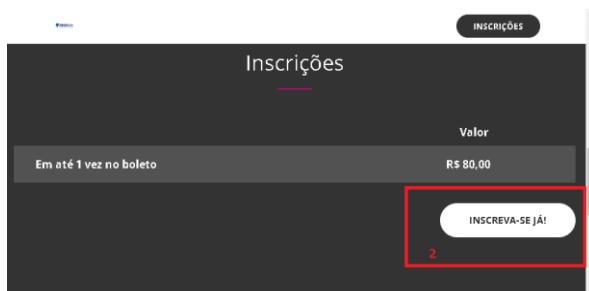 INSCRIÇÕES
Inscrições
Valor
Em até 1 vez no boleto R$ 80,00
INSCREVA-SE JÁ!
2